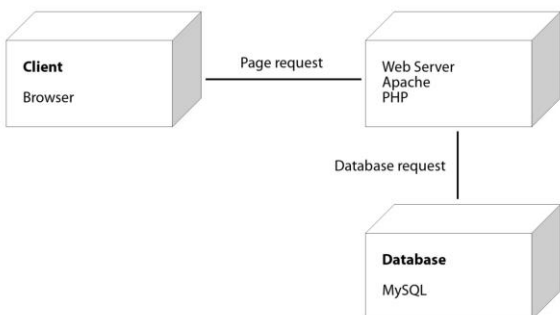 Client
Browser
Page request
Web Server
Apache
PHP
Database request
Database
MySQL